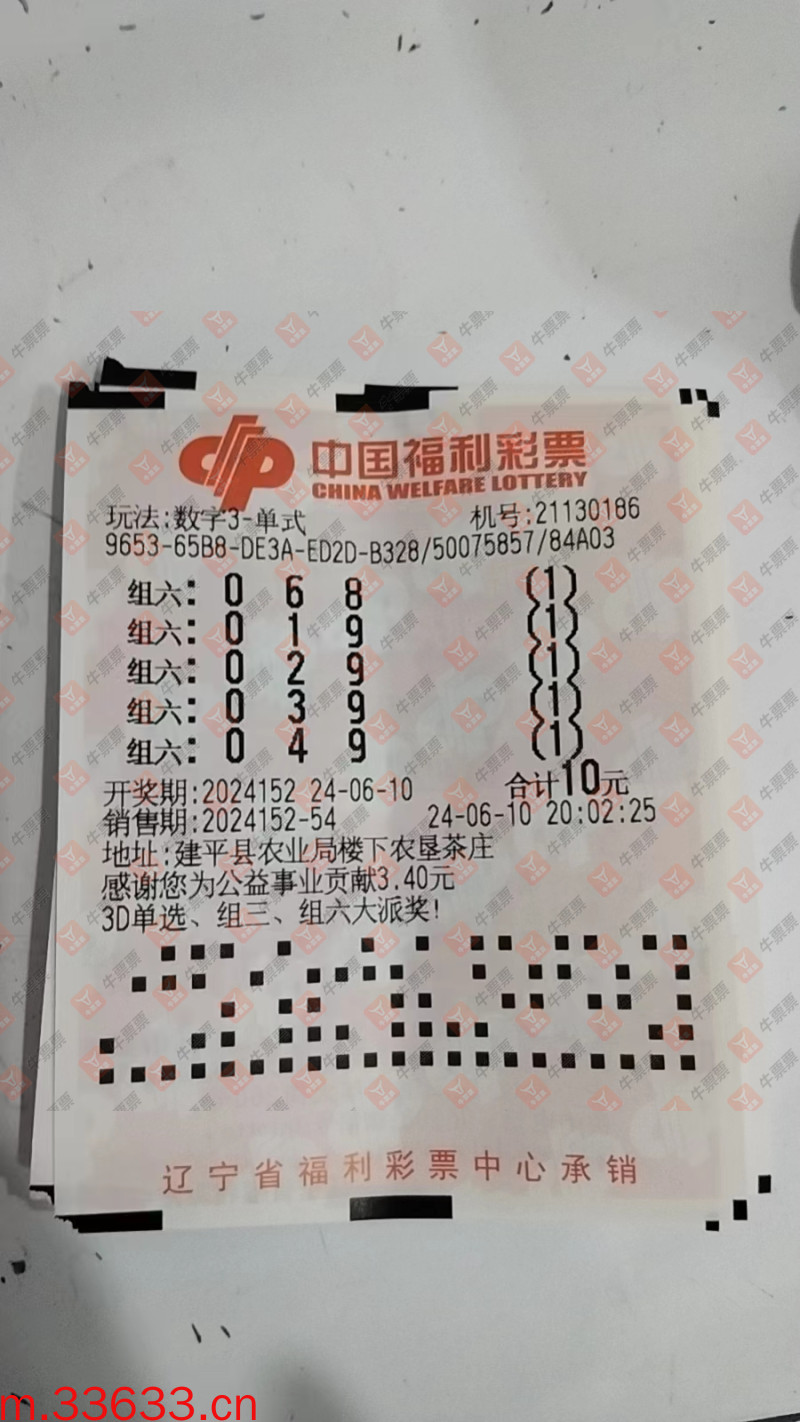 中国福利彩票
CHINA WELFARE LOTTERY
玩法:数字3-单式 机号:21130186
9653-65B8-DE3A-ED2D-B328/50075857/84A03
组六: 0 6 8 (1)
组六: 0 1 9 (1)
组六: 0 2 9 (1)
组六: 0 3 9 (1)
组六: 0 4 9 (1)
开奖期:2024152 24-06-10 合计10元
销售期:2024152-54 24-06-10 20:02:25
地址:建平县农业局楼下农垦茶庄
感谢您为公益事业贡献3.40元
3D单选、组三、组六大派奖!
辽宁省福利彩票中心承销
牛票票
m.33633.cn